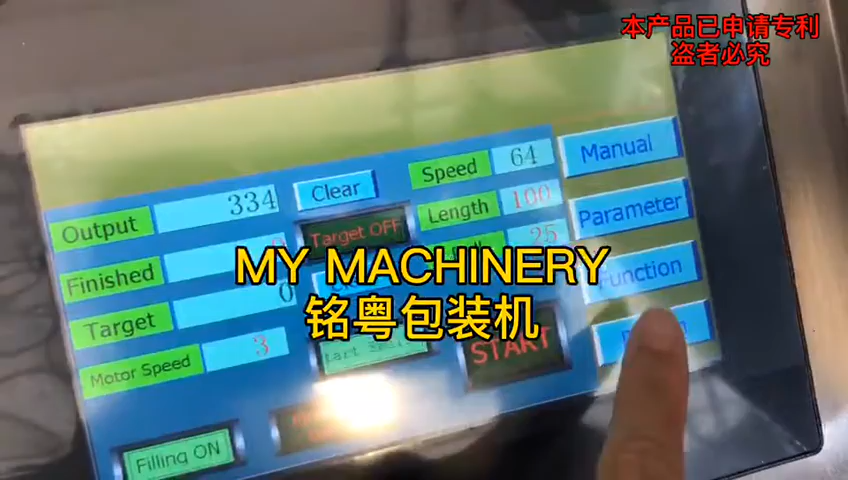 本产品已申请专利
盗者必究
Speed 64
Manual
Output 334 Clear
Length 100
Parameter
Target OFF
Finished
25
MY MACHINERY
Function
铭粤包装机
Target 0
START
Motor Speed 3
Filling ON